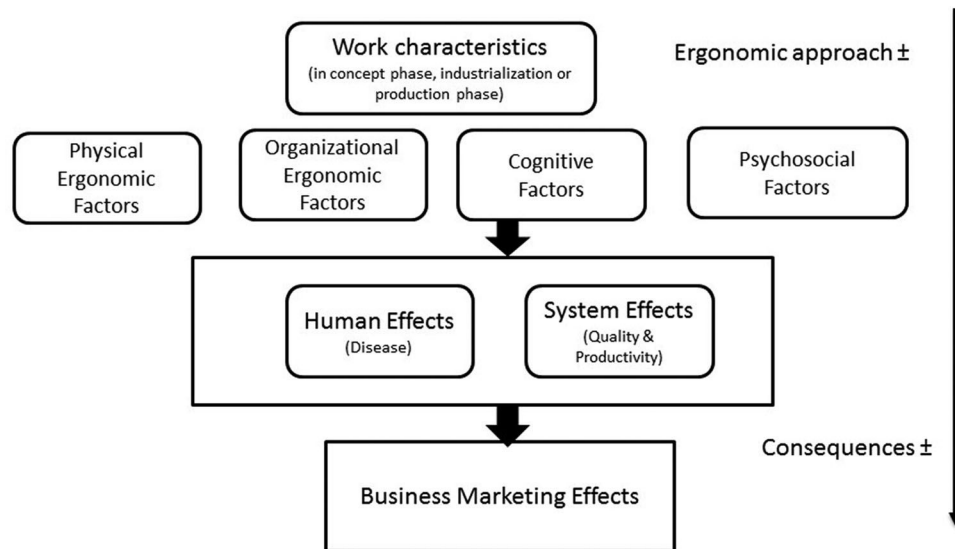 Work characteristics
(in concept phase, industrialization or
production phase)
Ergonomic approach ±
Physical
Ergonomic
Factors
Organizational
Ergonomic
Factors
Cognitive
Factors
Psychosocial
Factors
Human Effects
(Disease)
System Effects
(Quality &
Productivity)
Consequences ±
Business Marketing Effects